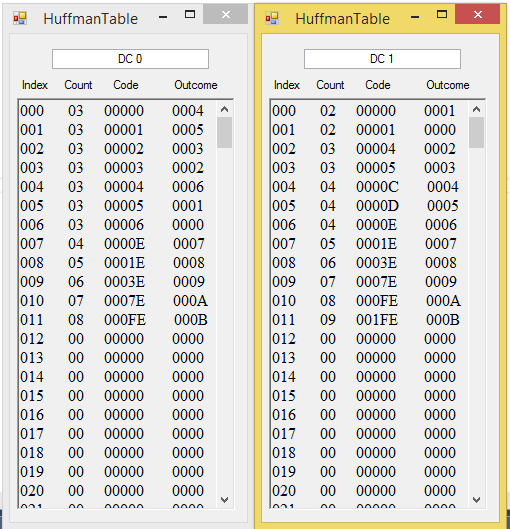 HuffmanTable
DC 0
Index Count Code Outcome
000 03 00000 0004
001 03 00001 0005
002 03 00002 0003
003 03 00003 0002
004 03 00004 0006
005 03 00005 0001
006 03 00006 0000
007 04 0000E 0007
008 05 0001E 0008
009 06 0003E 0009
010 07 0007E 000A
011 08 000FE 000B
012 00 00000 0000
013 00 00000 0000
014 00 00000 0000
015 00 00000 0000
016 00 00000 0000
017 00 00000 0000
018 00 00000 0000
019 00 00000 0000
020 00 00000 0000
021 00 00000 0000
HuffmanTable
DC 1
Index Count Code Outcome
000 02 00000 0001
001 02 00001 0000
002 03 00004 0002
003 03 00005 0003
004 04 0000C 0004
005 04 0000D 0005
006 04 0000E 0006
007 05 0001E 0007
008 06 0003E 0008
009 07 0007E 0009
010 08 000FE 000A
011 09 001FE 000B
012 00 00000 0000
013 00 00000 0000
014 00 00000 0000
015 00 00000 0000
016 00 00000 0000
017 00 00000 0000
018 00 00000 0000
019 00 00000 0000
020 00 00000 0000
021 00 00000 0000